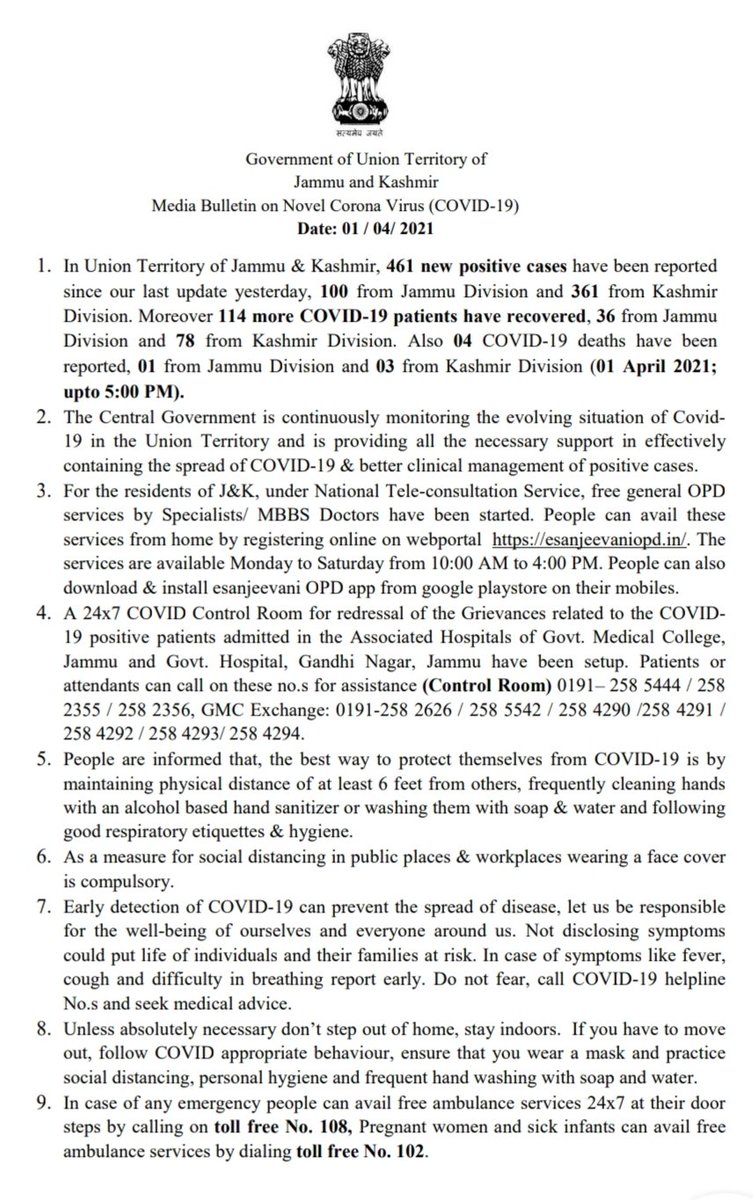 सत्यमेव जयते
Government of Union Territory of
Jammu and Kashmir
Media Bulletin on Novel Corona Virus (COVID-19)
Date: 01 / 04/ 2021
1. In Union Territory of Jammu & Kashmir, 461 new positive cases have been reported
since our last update yesterday, 100 from Jammu Division and 361 from Kashmir
Division. Moreover 114 more COVID-19 patients have recovered, 36 from Jammu
Division and 78 from Kashmir Division. Also 04 COVID-19 deaths have been
reported, 01 from Jammu Division and 03 from Kashmir Division (01 April 2021;
upto 5:00 PM).
2. The Central Government is continuously monitoring the evolving situation of Covid-
19 in the Union Territory and is providing all the necessary support in effectively
containing the spread of COVID-19 & better clinical management of positive cases.
3. For the residents of J&K, under National Tele-consultation Service, free general OPD
services by Specialists/ MBBS Doctors have been started. People can avail these
services from home by registering online on webportal https://esanjeevaniopd.in/. The
services are available Monday to Saturday from 10:00 AM to 4:00 PM. People can also
download & install esanjeevani OPD app from google playstore on their mobiles.
4. A 24x7 COVID Control Room for redressal of the Grievances related to the COVID-
19 positive patients admitted in the Associated Hospitals of Govt. Medical College,
Jammu and Govt. Hospital, Gandhi Nagar, Jammu have been setup. Patients or
attendants can call on these no.s for assistance (Control Room) 0191– 258 5444 / 258
2355 / 258 2356, GMC Exchange: 0191-258 2626 / 258 5542 / 258 4290 /258 4291 /
258 4292 / 258 4293/ 258 4294.
5. People are informed that, the best way to protect themselves from COVID-19 is by
maintaining physical distance of at least 6 feet from others, frequently cleaning hands
with an alcohol based hand sanitizer or washing them with soap & water and following
good respiratory etiquettes & hygiene.
6. As a measure for social distancing in public places & workplaces wearing a face cover
is compulsory.
7. Early detection of COVID-19 can prevent the spread of disease, let us be responsible
for the well-being of ourselves and everyone around us. Not disclosing symptoms
could put life of individuals and their families at risk. In case of symptoms like fever,
cough and difficulty in breathing report early. Do not fear, call COVID-19 helpline
No.s and seek medical advice.
8. Unless absolutely necessary don’t step out of home, stay indoors. If you have to move
out, follow COVID appropriate behaviour, ensure that you wear a mask and practice
social distancing, personal hygiene and frequent hand washing with soap and water.
9. In case of any emergency people can avail free ambulance services 24x7 at their door
steps by calling on toll free No. 108, Pregnant women and sick infants can avail free
ambulance services by dialing toll free No. 102.